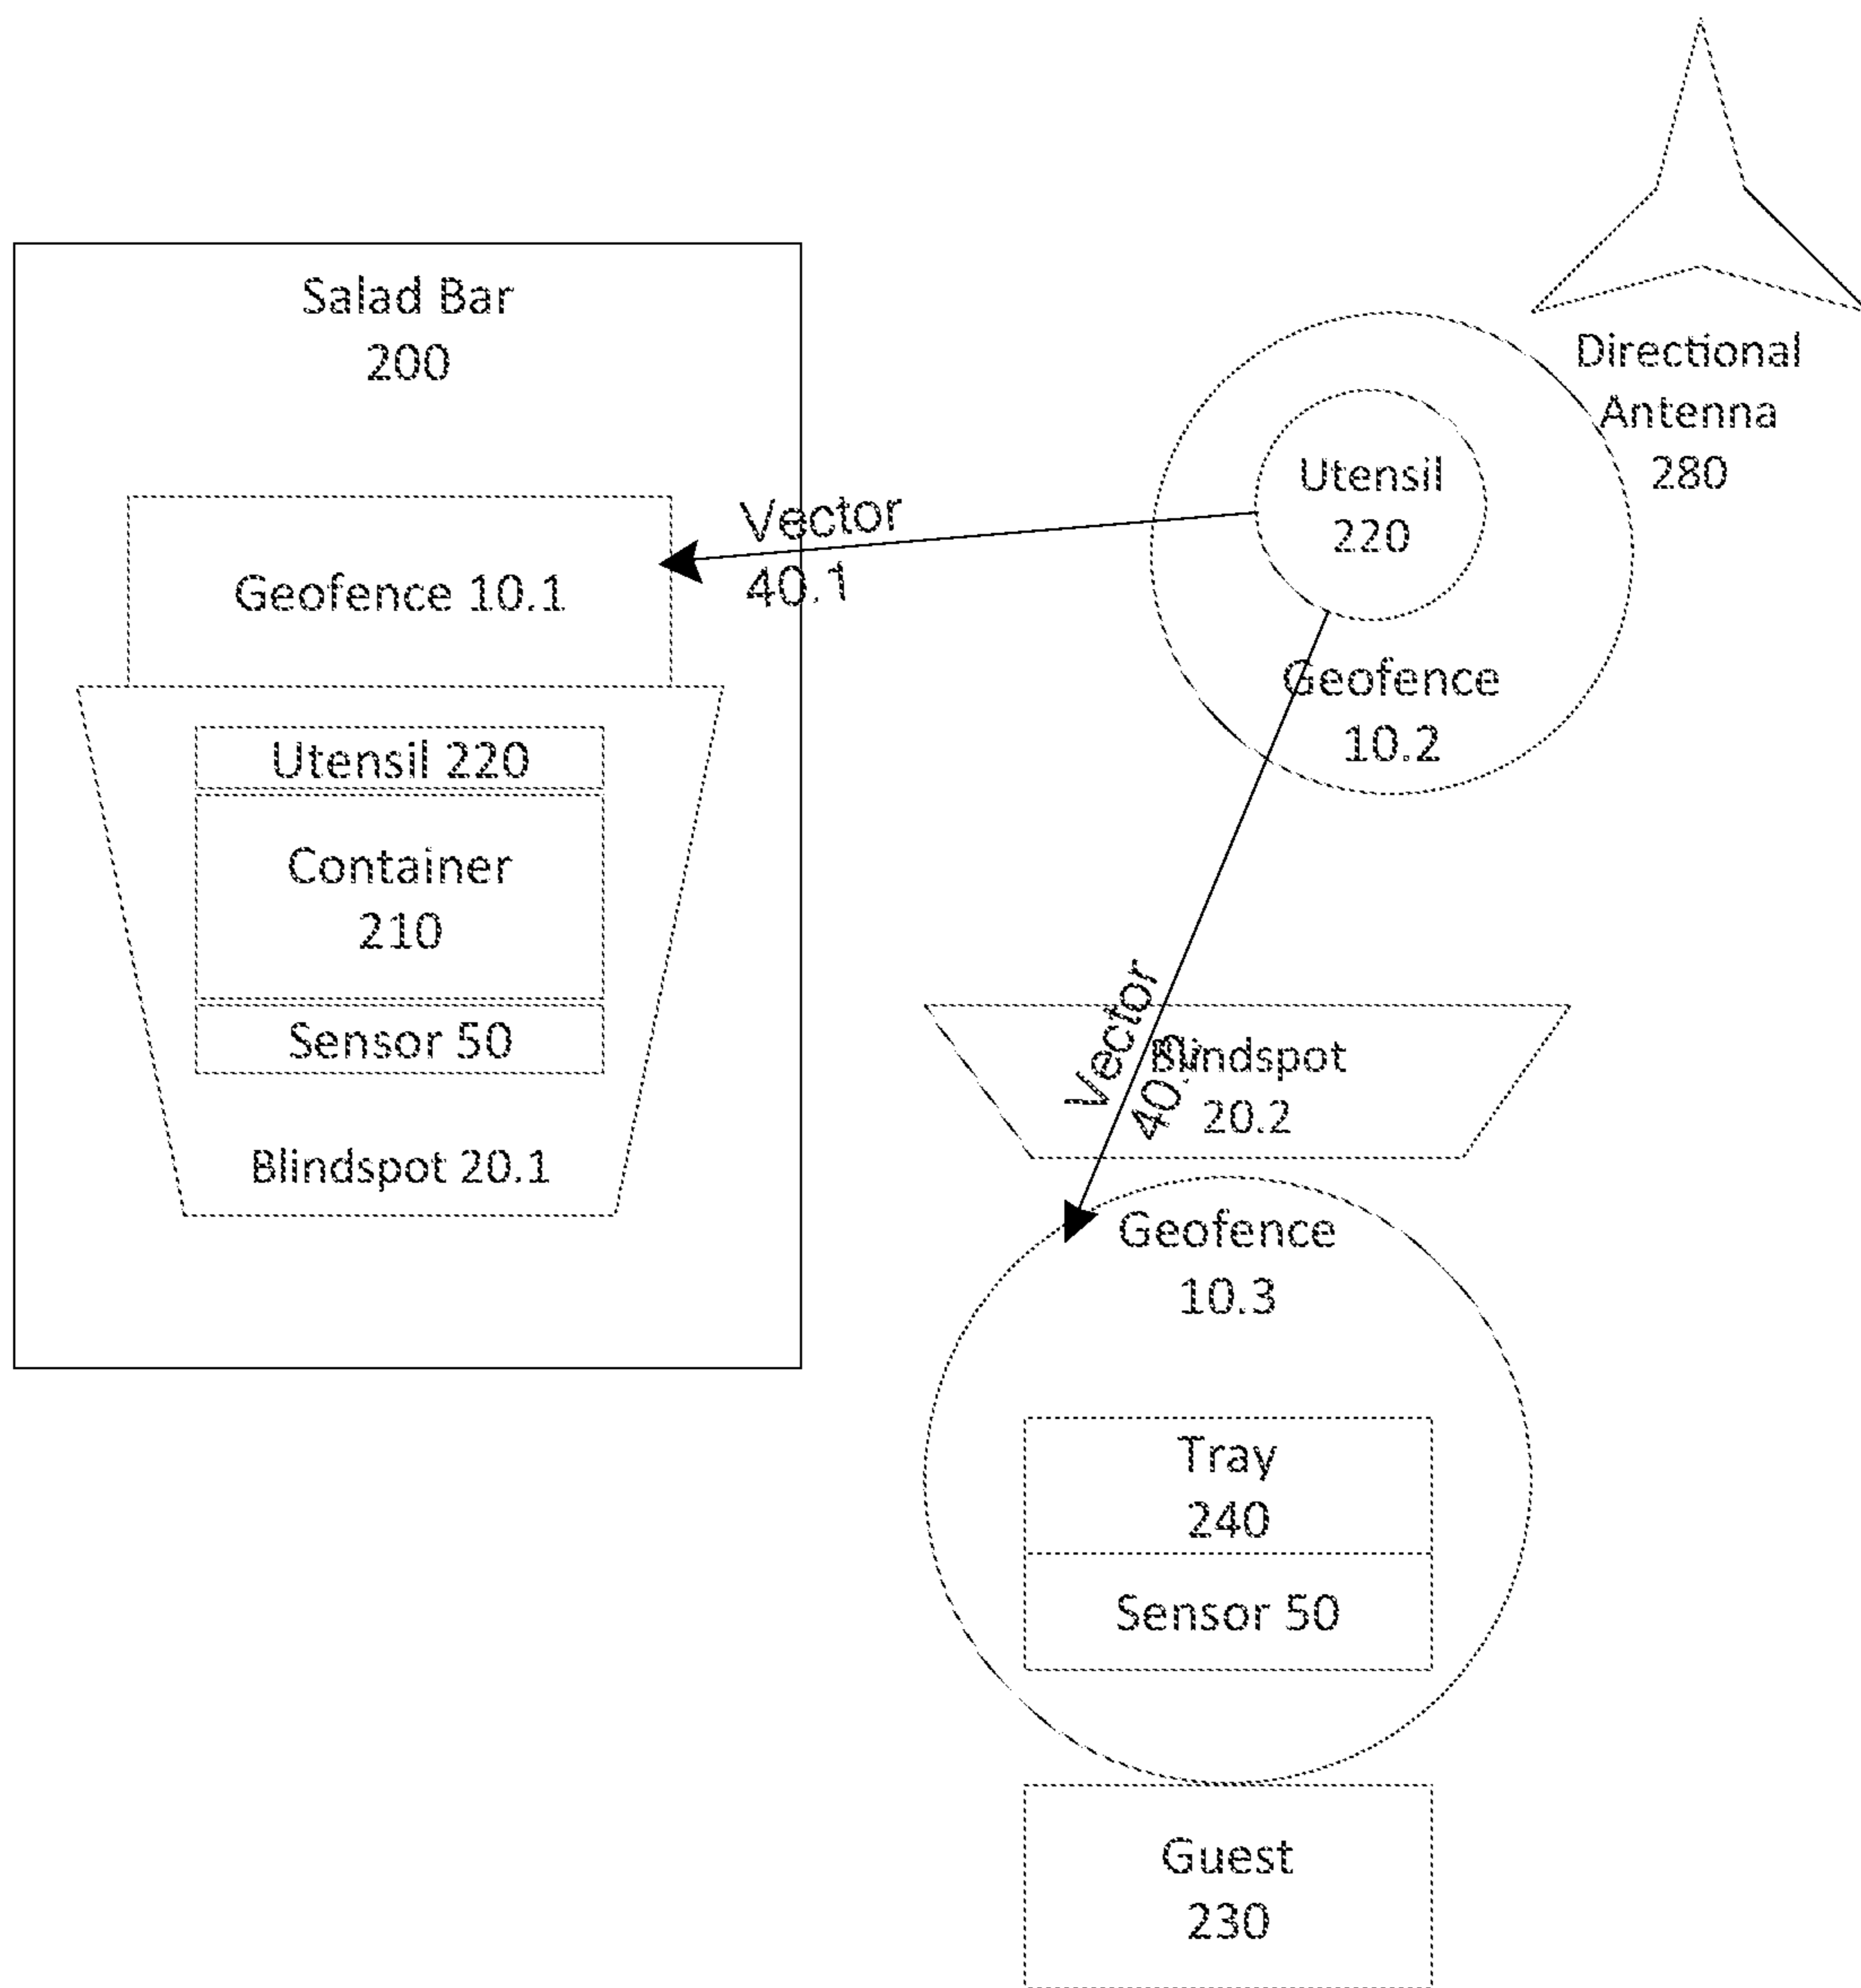 Salad Bar
200
Geofence 10.1
Utensil 220
Container
210
Sensor 50
Blindspot 20.1
Vector
40.1
Directional
Antenna
280
Utensil
220
Geofence
10.2
Vector
Blindspot
20.2
Geofence
10.3
Tray
240
Sensor 50
Guest
230